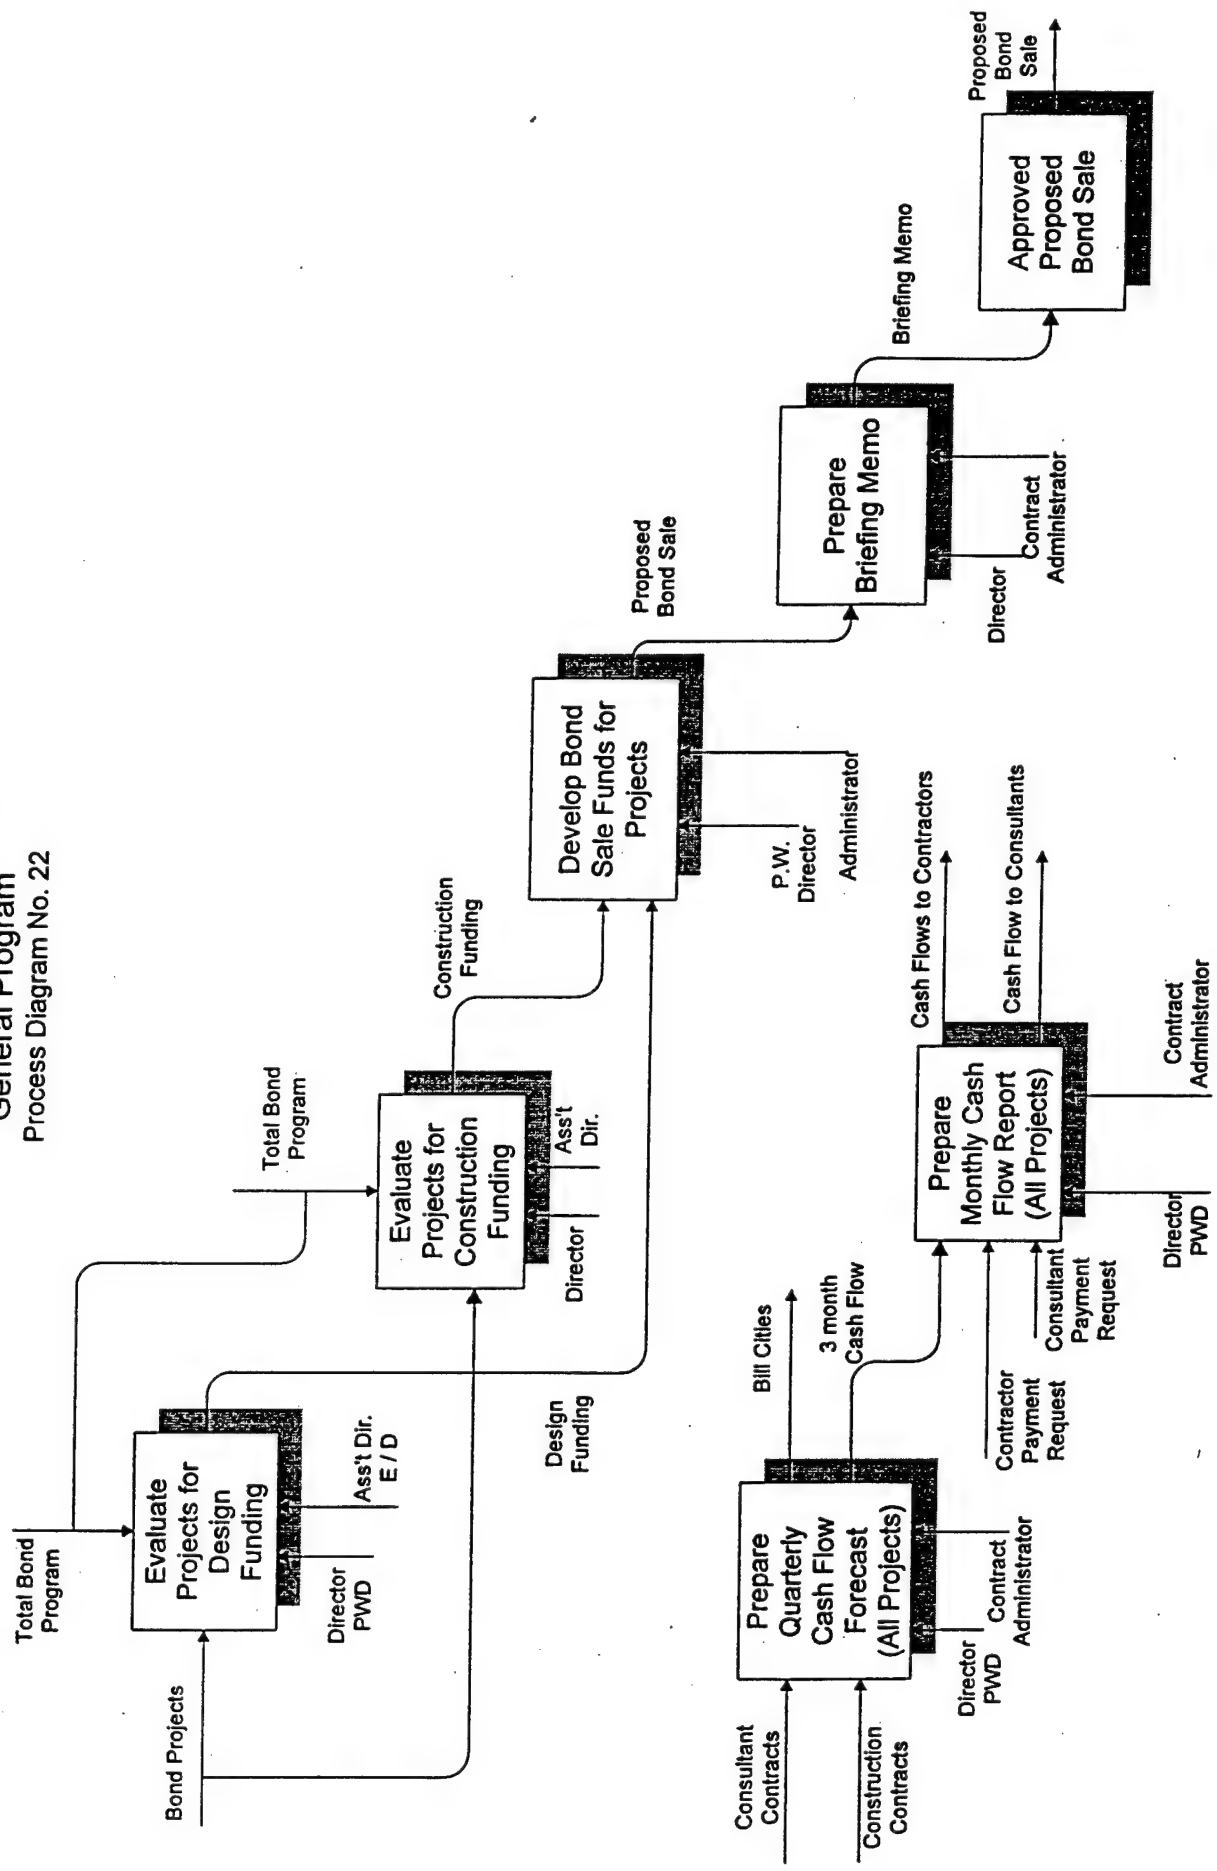 General Program
Process Diagram No. 22
Total Bond
Program
Bond Projects
Evaluate
Projects for
Design
Funding
Director
PWD
Ass't Dir.
E / D
Total Bond
Program
Evaluate
Projects for
Construction
Funding
Director
Ass't
Dir.
Design
Funding
Construction
Funding
Develop Bond
Sale Funds for
Projects
P.W.
Director
Administrator
Proposed
Bond Sale
Prepare
Briefing Memo
Director
Contract
Administrator
Briefing Memo
Approved
Proposed
Bond Sale
Proposed
Bond
Sale
Consultant
Contracts
Construction
Contracts
Prepare
Quarterly
Cash Flow
Forecast
(All Projects)
Director
PWD
Contract
Administrator
Bill Cities
3 month
Cash Flow
Contractor
Payment
Request
Consultant
Payment
Request
Prepare
Monthly Cash
Flow Report
(All Projects)
Director
PWD
Contract
Administrator
Cash Flows to Contractors
Cash Flow to Consultants